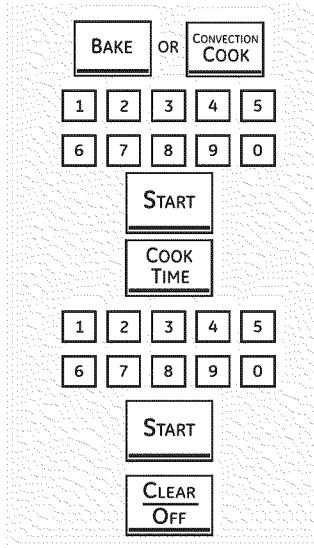 BAKE OR CONVECTION COOK
1 2 3 4 5
6 7 8 9 0
START
COOK
TIME
1 2 3 4 5
6 7 8 9 0
START
CLEAR
OFF